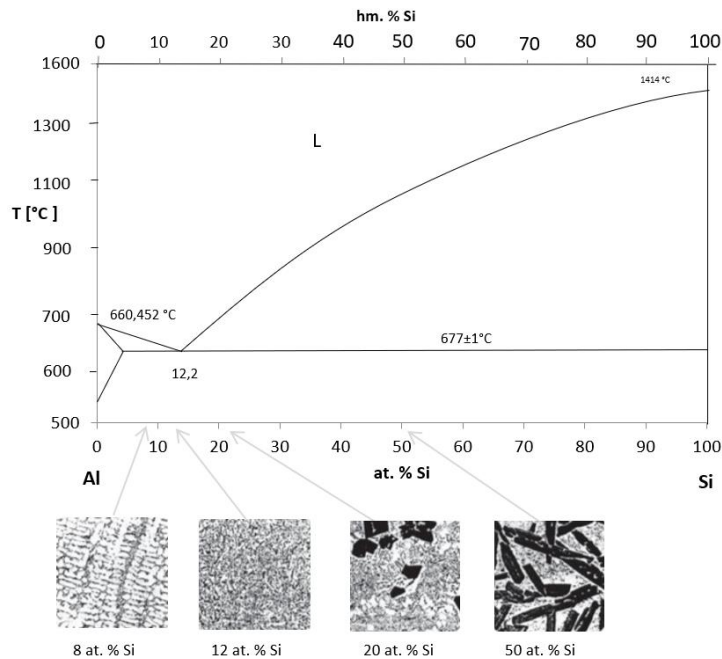 hm. % Si
0 10 20 30 40 50 60 70 80 90 100
1600
1414 °C
1300
L
1100
T [°C ]
900
700
660,452 °C
677±1°C
600
12,2
500
0 10 20 30 40 50 60 70 80 90 100
Al
at. % Si
Si
8 at. % Si
12 at. % Si
20 at. % Si
50 at. % Si